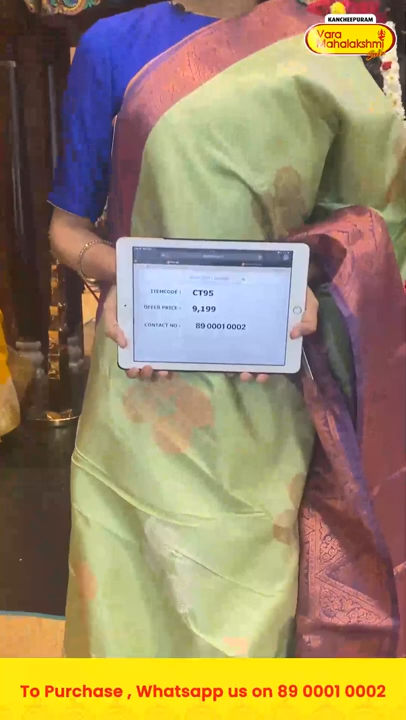 KANCHEEPURAM
Vara
Mahalakshmi
Silks
ITEMCODE : CT95
OFFER PRICE : 9,199
CONTACT NO : 89 0001 0002
To Purchase , Whatsapp us on 89 0001 0002